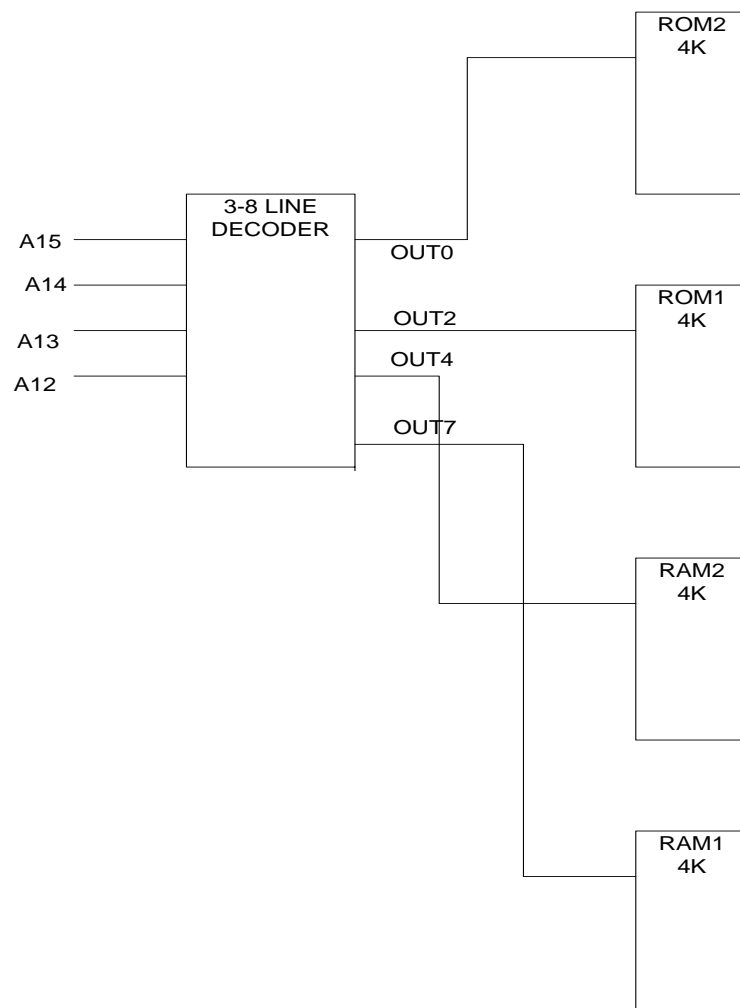 ROM2
4K
3-8 LINE
DECODER
A15
OUT0
A14
ROM1
4K
OUT2
A13
OUT4
A12
OUT7
RAM2
4K
RAM1
4K